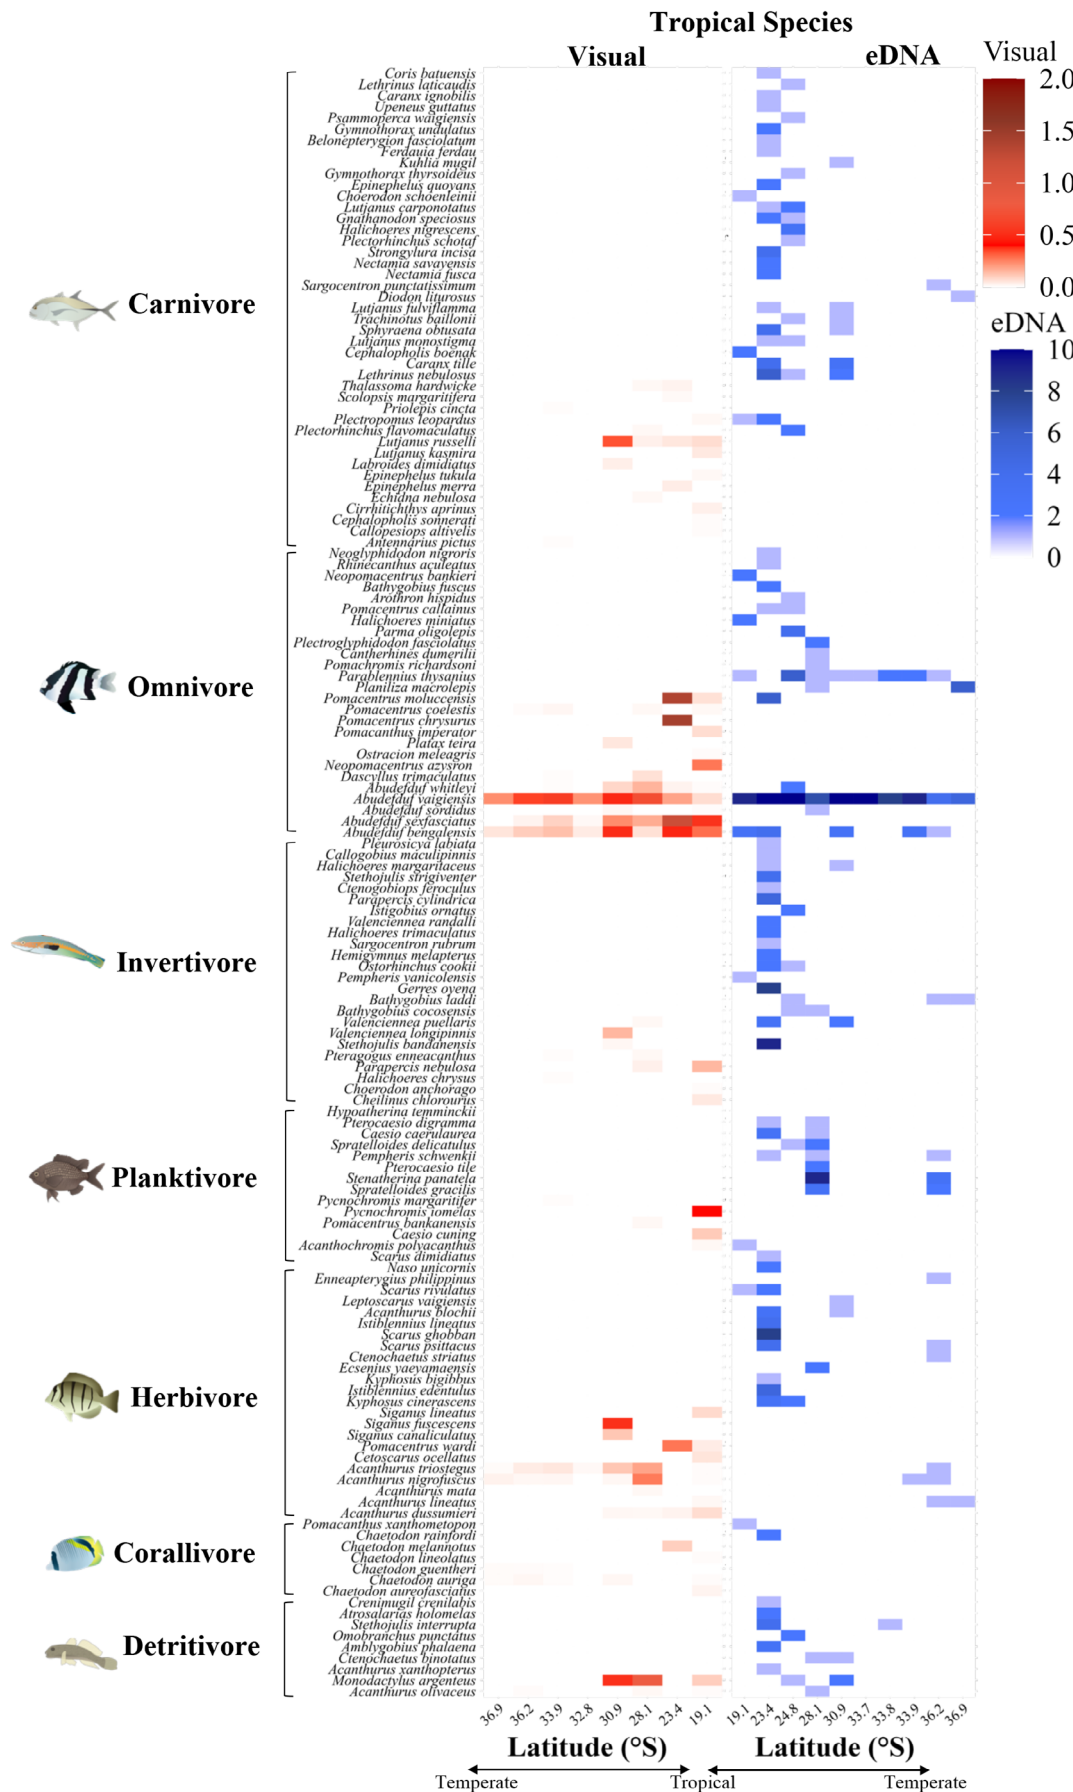 Tropical Species
Visual
eDNA
Visual
2.0
1.5
1.0
0.5
0.0
eDNA
10
8
6
4
2
0
Carnivore
Coris batuensis
Lethrinus laticaudis
Caranx ignobilis
Upeneus guttatus
Psammoperca waigiensis
Gymnothorax undulatus
Belonepterygion fasciolatum
Ferdauia ferdau
Kuhlia mugil
Gymnothorax thyrsoideus
Epinephelus quoyans
Choerodon schoenleinii
Lutjanus carponotatus
Gnathanodon speciosus
Halichoeres nigrescens
Plectorhinchus schotaf
Strongylura incisa
Nectamia savayensis
Nectamia fusca
Sargocentron punctatissimum
Diodon liturosus
Lutjanus fulviflamma
Trachinotus baillonii
Sphyraena obtusata
Lutjanus monostigma
Cephalopholis boenak
Caranx tille
Lethrinus nebulosus
Thalassoma hardwicke
Scolopsis margaritifera
Priolepis cincta
Plectropomus leopardus
Plectorhinchus flavomaculatus
Lutjanus russelli
Lutjanus kasmira
Labroides dimidiatus
Epinephelus tukula
Epinephelus merra
Echidna nebulosa
Cirrhitichthys aprinus
Cephalopholis sonnerati
Callopesiops altivelis
Antennarius pictus
Omnivore
Neoglyphidodon nigroris
Rhinecanthus aculeatus
Neopomacentrus bankieri
Bathygobius fuscus
Arothron hispidus
Pomacentrus callainus
Halichoeres miniatus
Parma oligolepis
Plectroglyphidodon fasciolatus
Cantherhines dumerilii
Pomachromis richardsoni
Parablennius thysanius
Planiliza macrolepis
Pomacentrus moluccensis
Pomacentrus coelestis
Pomacentrus chrysurus
Pomacanthus imperator
Platax teira
Ostracion meleagris
Neopomacentrus azysron
Dascyllus trimaculatus
Abudefduf whitleyi
Abudefduf vaigiensis
Abudefduf sordidus
Abudefduf sexfasciatus
Abudefduf bengalensis
Invertivore
Pleurosicya labiata
Callogobius maculipinnis
Halichoeres margaritaceus
Stethojulis strigiventer
Ctenogobiops feroculus
Parapercis cylindrica
Istigobius ornatus
Valenciennea randalli
Halichoeres trimaculatus
Sargocentron rubrum
Hemigymnus melapterus
Ostorhinchus cookii
Pempheris vanicolensis
Gerres oyena
Bathygobius laddi
Bathygobius cocosensis
Valenciennea puellaris
Valenciennea longipinnis
Stethojulis bandanensis
Pteragogus enneacanthus
Parapercis nebulosa
Halichoeres chrysus
Choerodon anchorago
Cheilinus chlorourus
Planktivore
Hypoatherina temminckii
Pterocaesio digramma
Caesio caerulaurea
Spratelloides delicatulus
Pempheris schwenkii
Pterocaesio tile
Stenatherina panatela
Spratelloides gracilis
Pycnochromis margaritifer
Pycnochromis iomelas
Pomacentrus bankanensis
Caesio cuning
Acanthochromis polyacanthus
Scarus dimidiatus
Herbivore
Naso unicornis
Enneapterygius philippinus
Scarus rivulatus
Leptoscarus vaigiensis
Acanthurus blochii
Istiblennius lineatus
Scarus ghobban
Scarus psittacus
Ctenochaetus striatus
Ecsenius yaeyamaensis
Kyphosus bigibbus
Istiblennius edentulus
Kyphosus cinerascens
Siganus lineatus
Siganus fuscescens
Siganus canaliculatus
Pomacentrus wardi
Cetoscarus ocellatus
Acanthurus triostegus
Acanthurus nigrofuscus
Acanthurus mata
Acanthurus lineatus
Acanthurus dussumieri
Corallivore
Pomacanthus xanthometopon
Chaetodon rainfordi
Chaetodon melannotus
Chaetodon lineolatus
Chaetodon guentheri
Chaetodon auriga
Chaetodon aureofasciatus
Detritivore
Crenimugil crenilabis
Atrosalarias holomelas
Stethojulis interrupta
Omobranchus punctatus
Amblygobius phalaena
Ctenochaetus binotatus
Acanthurus xanthopterus
Monodactylus argenteus
Acanthurus olivaceus
36.9 36.2 33.9 32.8 30.9 28.1 23.4 19.1
19.1 23.4 24.8 28.1 30.9 33.7 33.8 33.9 36.2 36.9
Latitude (°S)
Latitude (°S)
Temperate
Tropical
Temperate